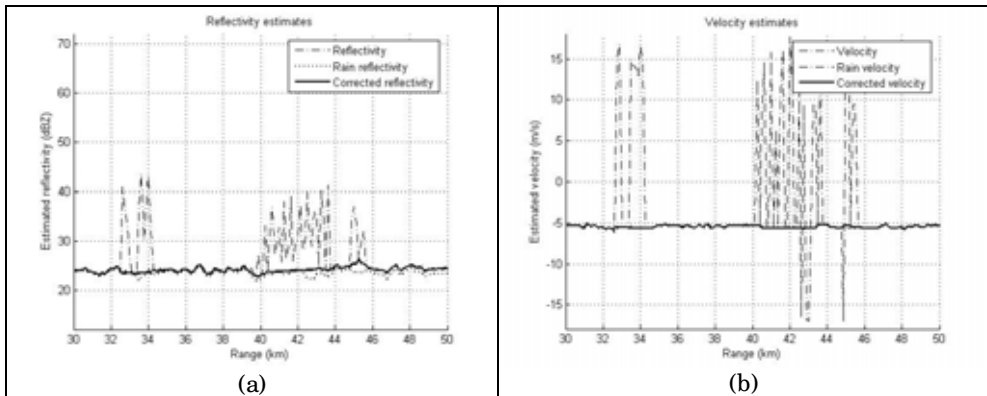 Reflectivity estimates
70
60
50
40
30
20
Estimated reflectivity (dBZ)
Reflectivity
Rain reflectivity
Corrected reflectivity
30 32 34 36 38 40 42 44 46 48 50
Range (km)
(a)
Velocity estimates
15
10
5
0
-5
-10
-15
Estimated velocity (m/s)
Velocity
Rain velocity
Corrected velocity
30 32 34 36 38 40 42 44 46 48 50
Range (km)
(b)